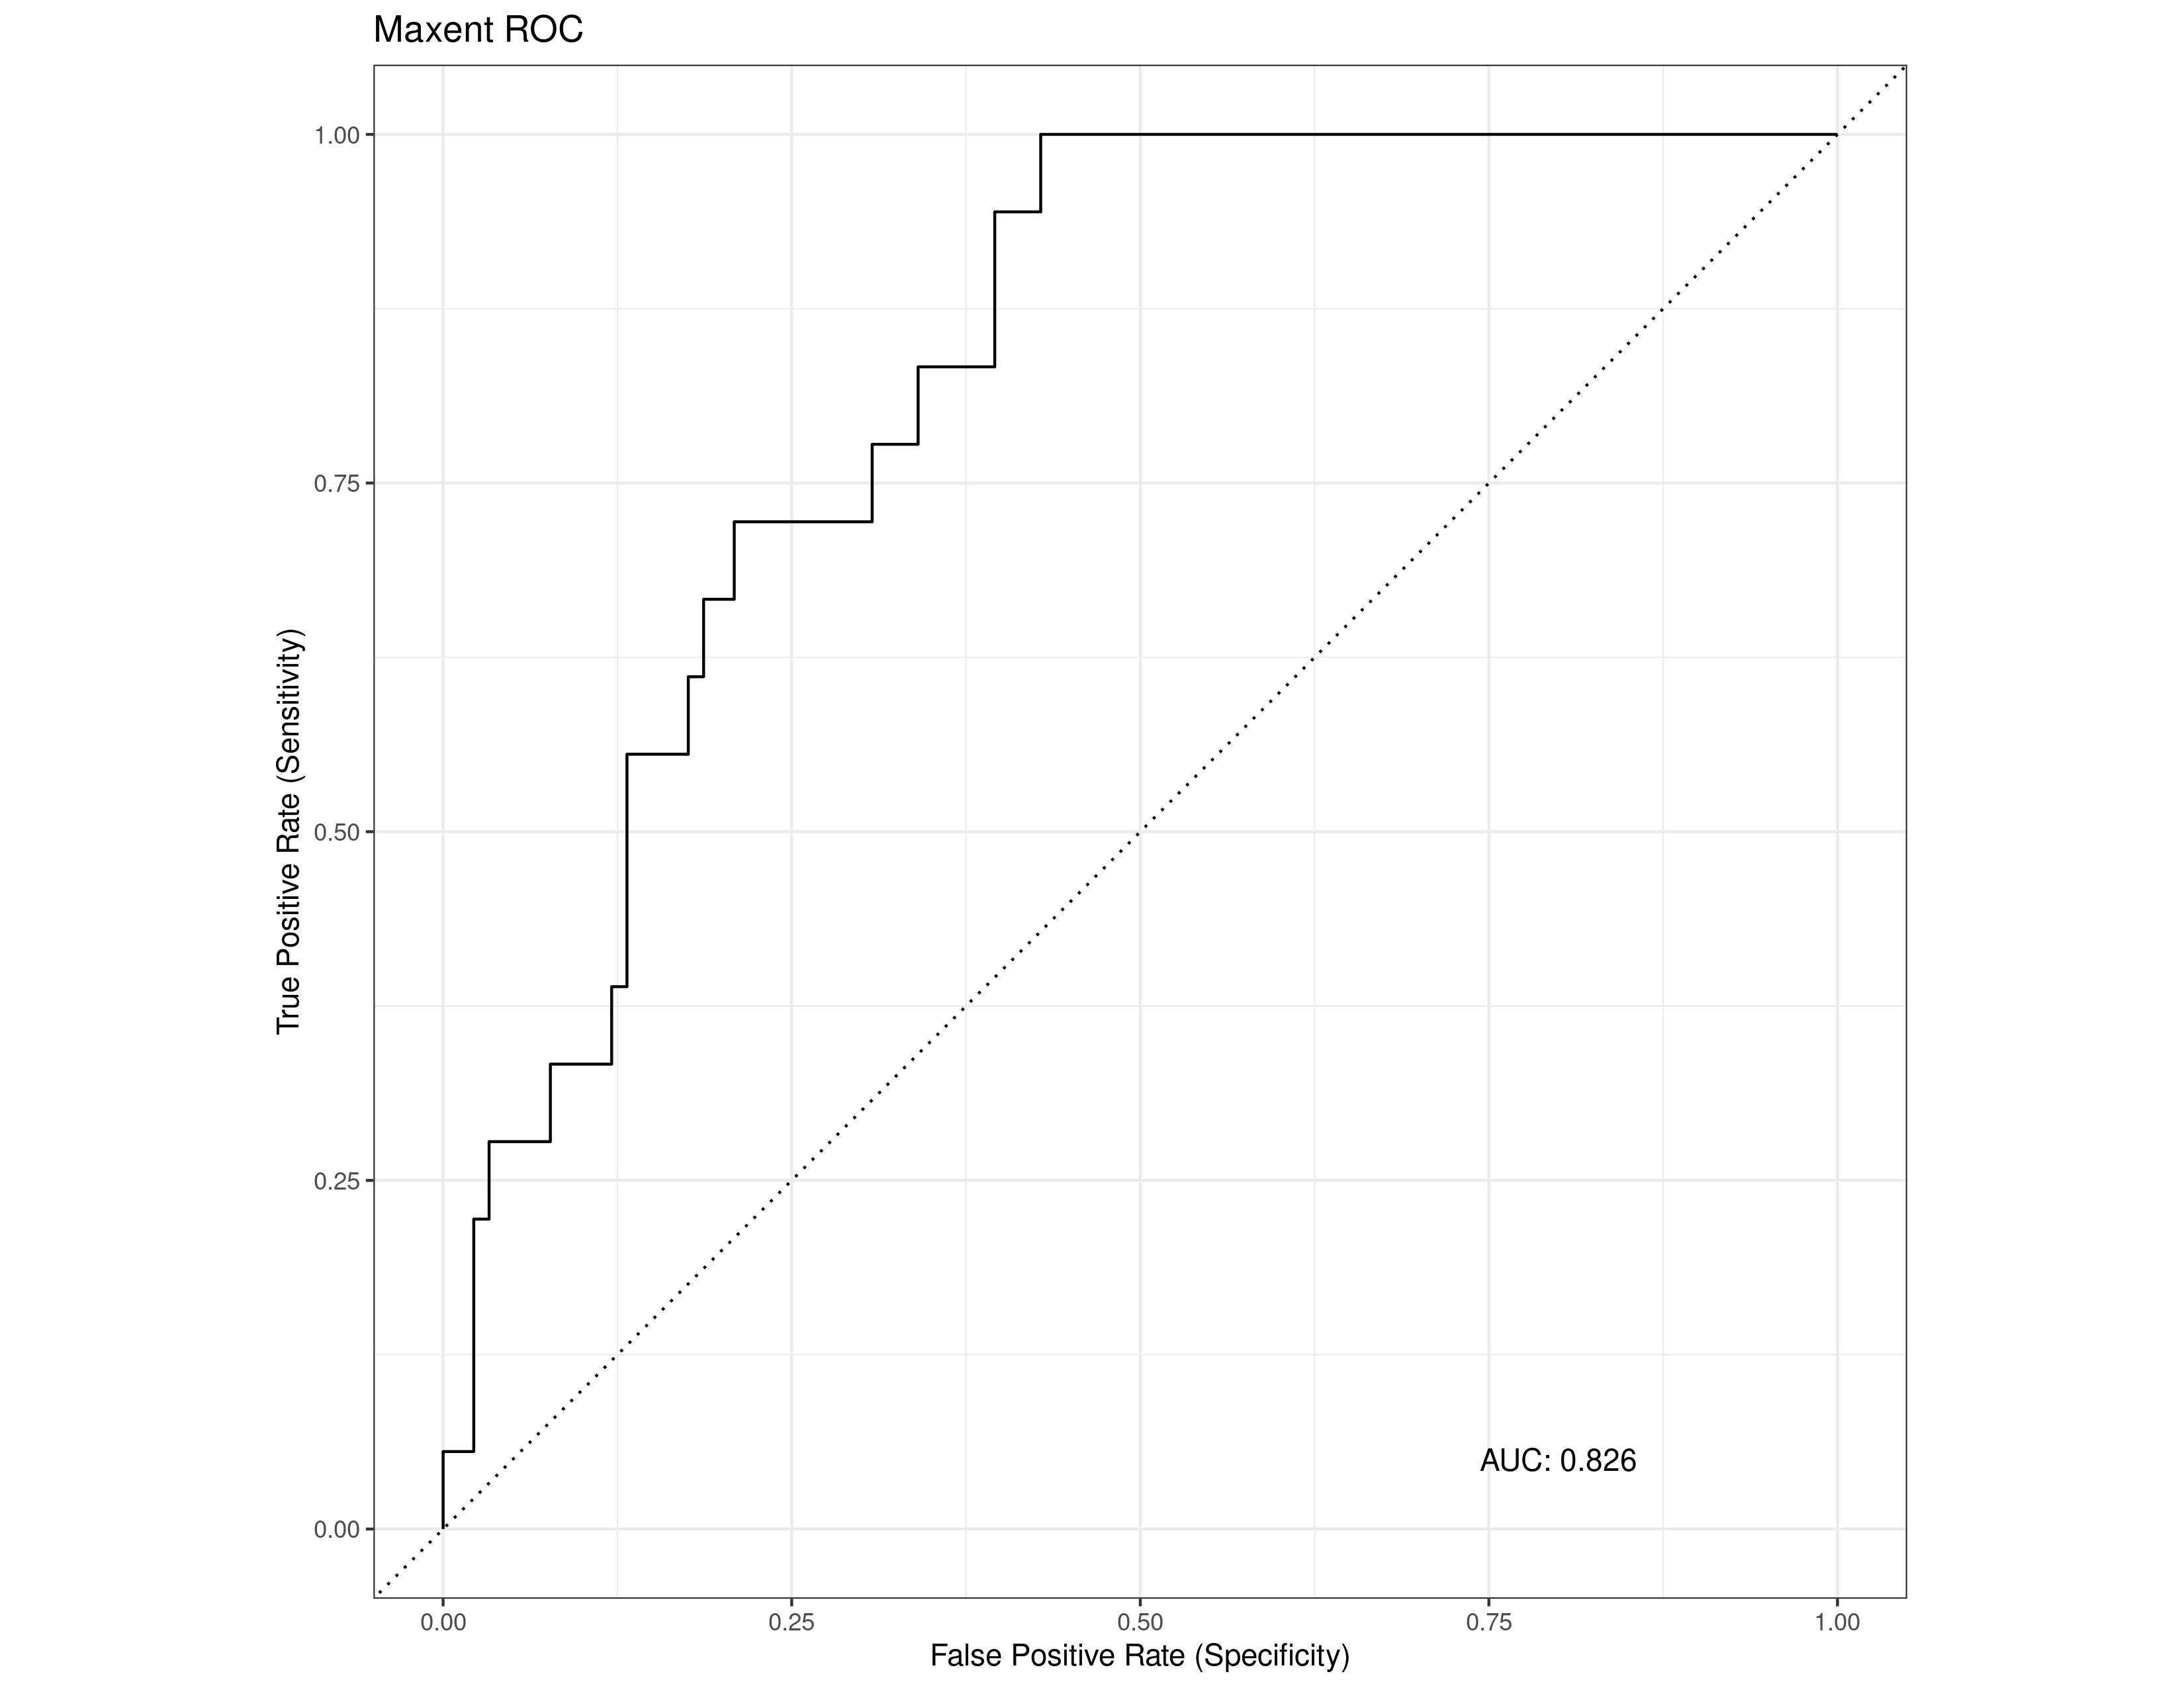 Maxent ROC
True Positive Rate (Sensitivity)
1.00
0.75
0.50
0.25
0.00
AUC: 0.826
0.00 0.25 0.50 0.75 1.00
False Positive Rate (Specificity)